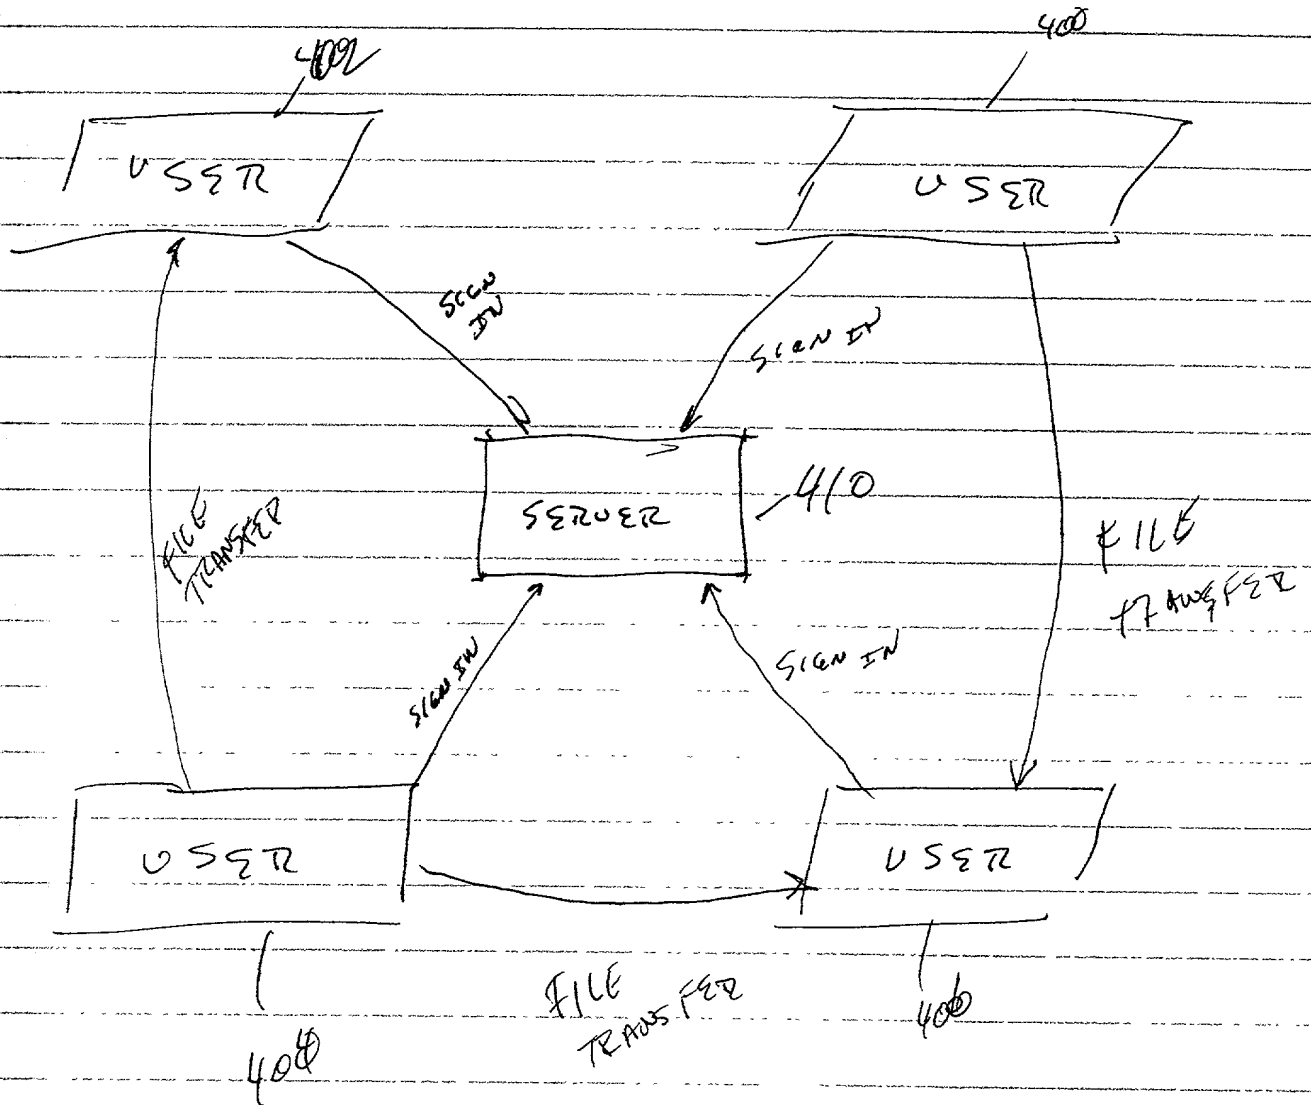 402
400
USER
USER
SIGN
IN
SIGN IN
SERVER
410
FILE
TRANSFER
FILE
TRANSFER
SIGN IN
SIGN IN
USER
USER
FILE
TRANSFER
406
404